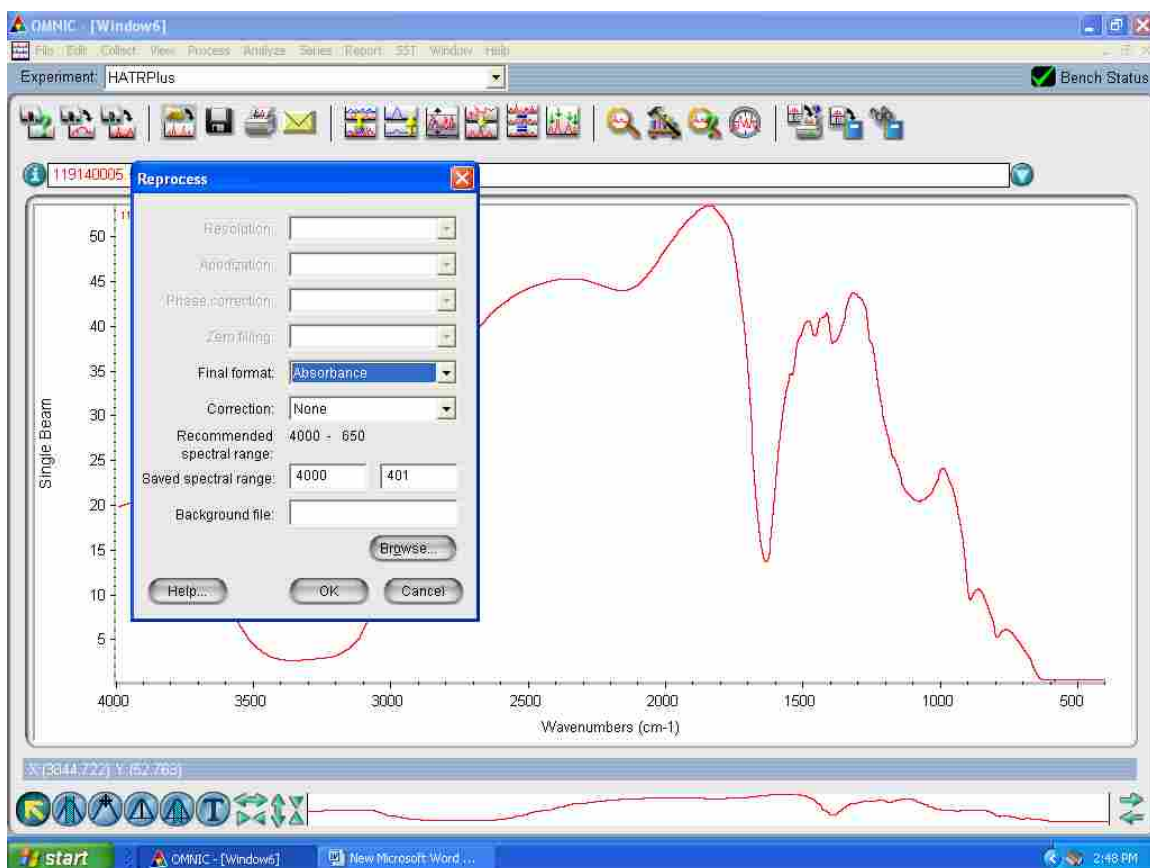 OMNIC - [Window6]
File Edit Collect View Process Analyze Series Report SST Window Help
Experiment: HATRPlus
Bench Status
119140005
Reprocess
11
Resolution:
Apodization:
Phase correction:
Zero filling:
Final format: Absorbance
Correction: None
Recommended 4000 - 650
spectral range:
Saved spectral range: 4000 401
Background file:
Browse...
Help... OK Cancel
50
45
40
35
30
25
20
15
10
5
Single Beam
4000 3500 3000 2500 2000 1500 1000 500
Wavenumbers (cm-1)
X:(3844.722) Y:(52.763)
T
start OMNIC - [Window6] New Microsoft Word ... 2:48 PM